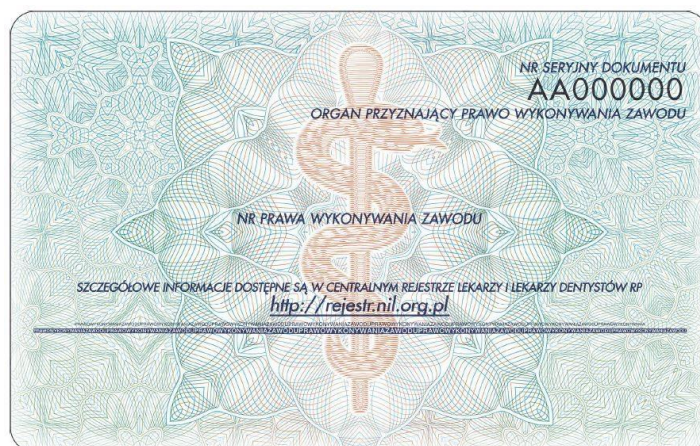 NR SERYJNY DOKUMENTU
AA000000
ORGAN PRZYZNAJĄCY PRAWO WYKONYWANIA ZAWODU
NR PRAWA WYKONYWANIA ZAWODU
SZCZEGÓŁOWE INFORMACJE DOSTĘPNE SĄ W CENTRALNYM REJESTRZE LEKARZY I LEKARZY DENTYSTÓW RP
http://rejestr.nil.org.pl